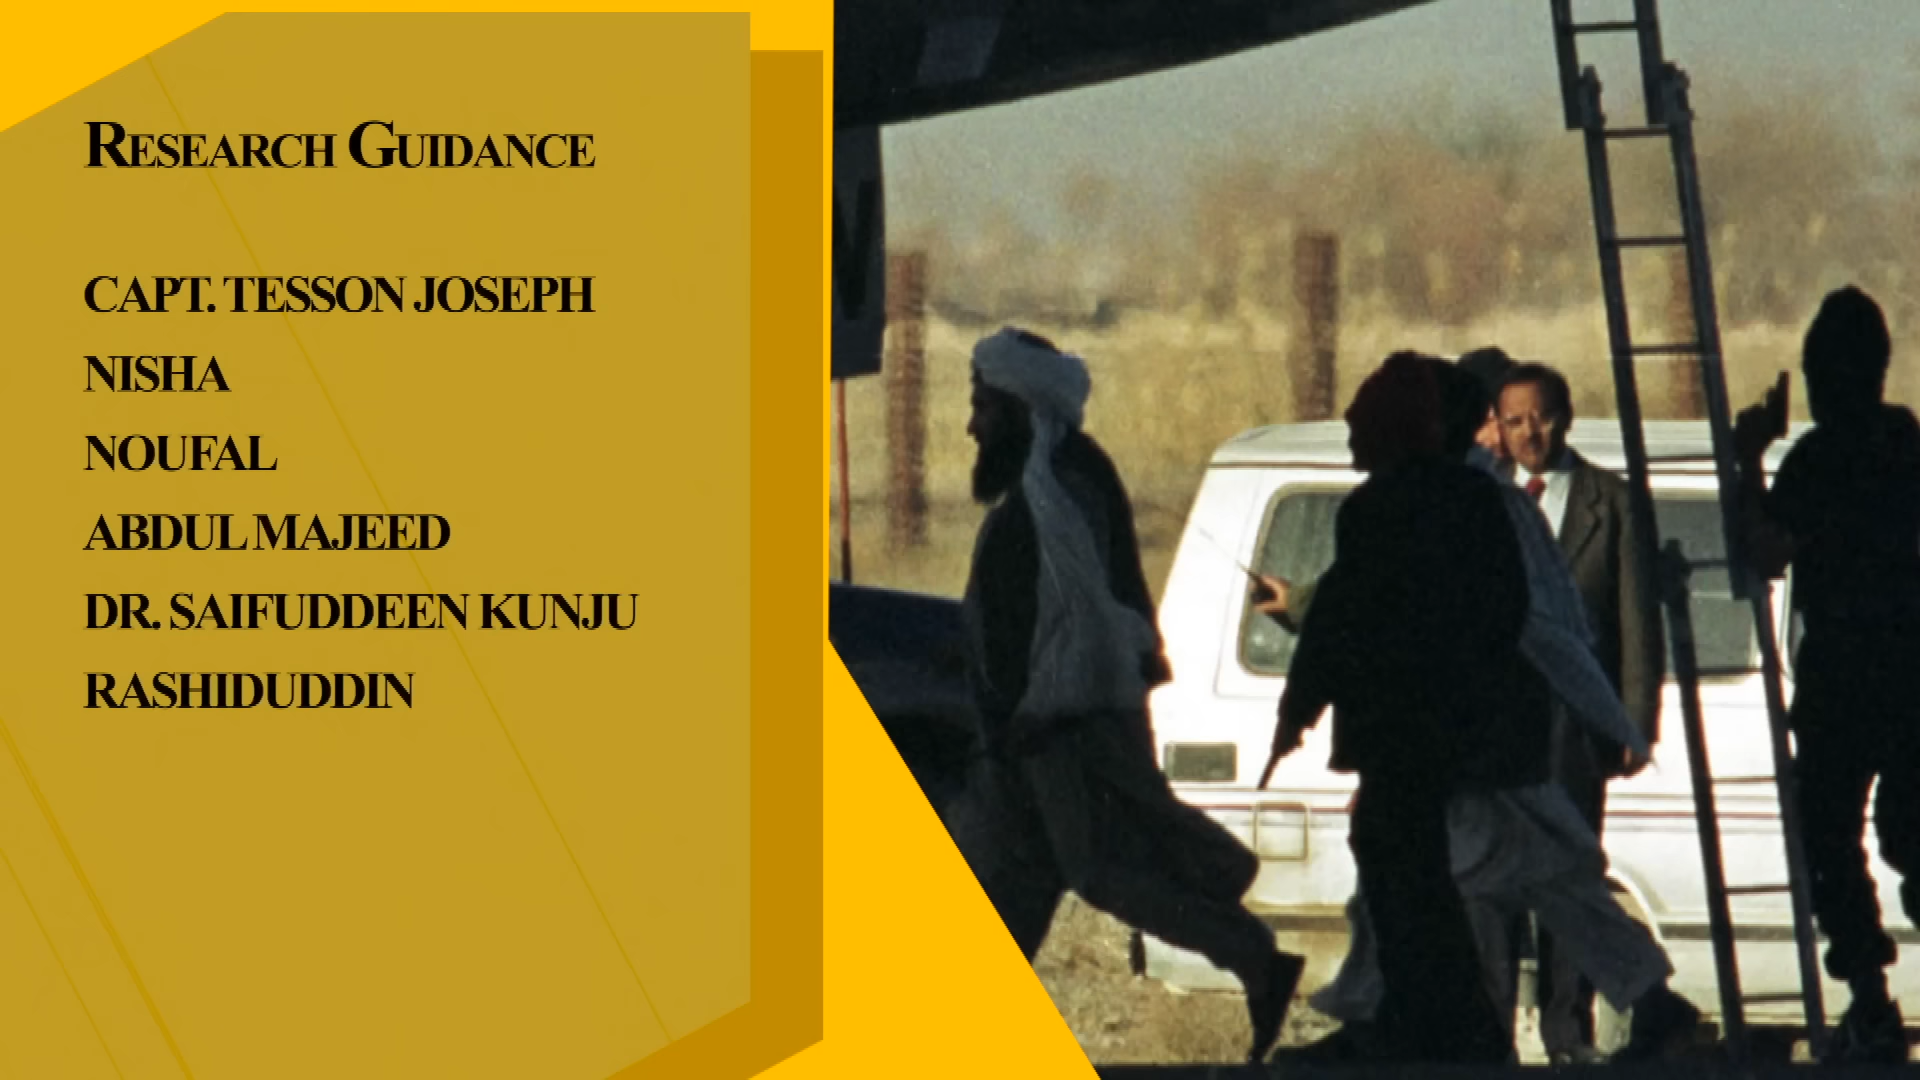 Research Guidance
CAPT. TESSON JOSEPH
NISHA
NOUFAL
ABDUL MAJEED
DR. SAIFUDDEEN KUNJU
RASHIDUDDIN